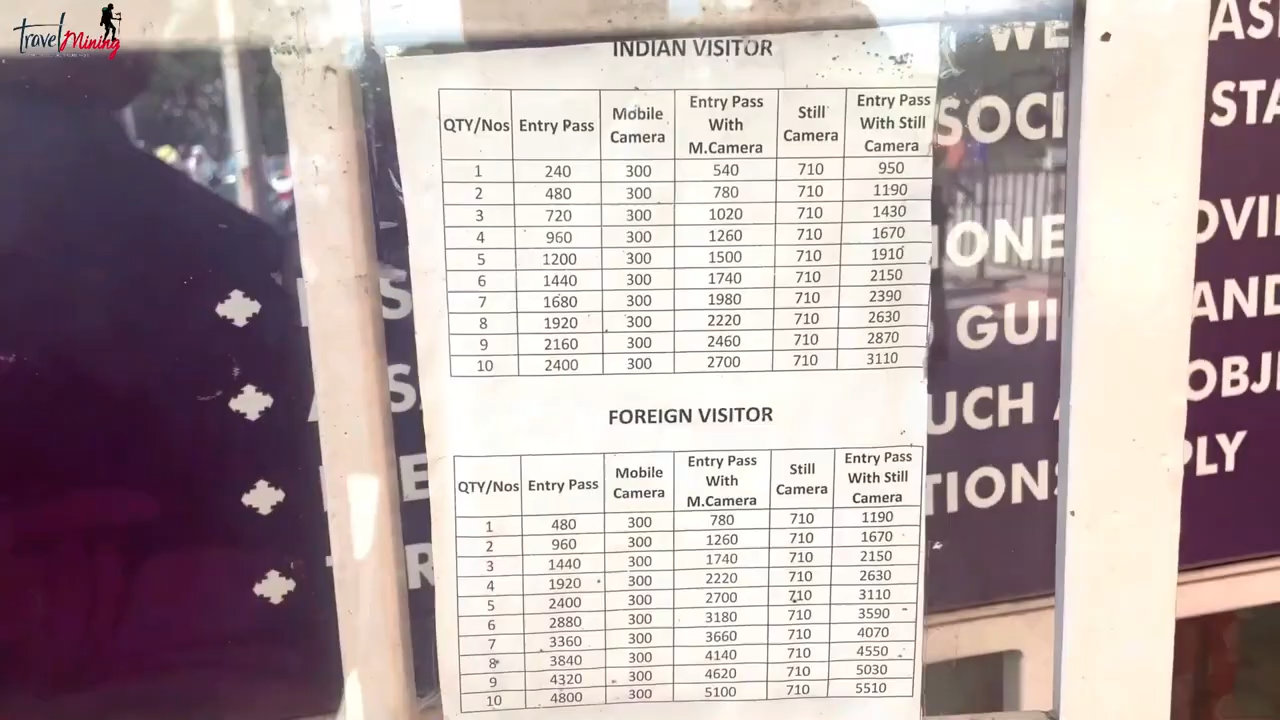 Travel Mining
INDIAN VISITOR
QTY/Nos Entry Pass Mobile Camera Entry Pass With M.Camera Still Camera Entry Pass With Still Camera
1 240 300 540 710 950
2 480 300 780 710 1190
3 720 300 1020 710 1430
4 960 300 1260 710 1670
5 1200 300 1500 710 1910
6 1440 300 1740 710 2150
7 1680 300 1980 710 2390
8 1920 300 2220 710 2630
9 2160 300 2460 710 2870
10 2400 300 2700 710 3110
FOREIGN VISITOR
QTY/Nos Entry Pass Mobile Camera Entry Pass With M.Camera Still Camera Entry Pass With Still Camera
1 480 300 780 710 1190
2 960 300 1260 710 1670
3 1440 300 1740 710 2150
4 1920 300 2220 710 2630
5 2400 300 2700 710 3110
6 2880 300 3180 710 3590
7 3360 300 3660 710 4070
8 3840 300 4140 710 4550
9 4320 300 4620 710 5030
10 4800 300 5100 710 5510
WE
SOCI
STA
GUI
AND
OBJE
UCH
TIONS
PLY